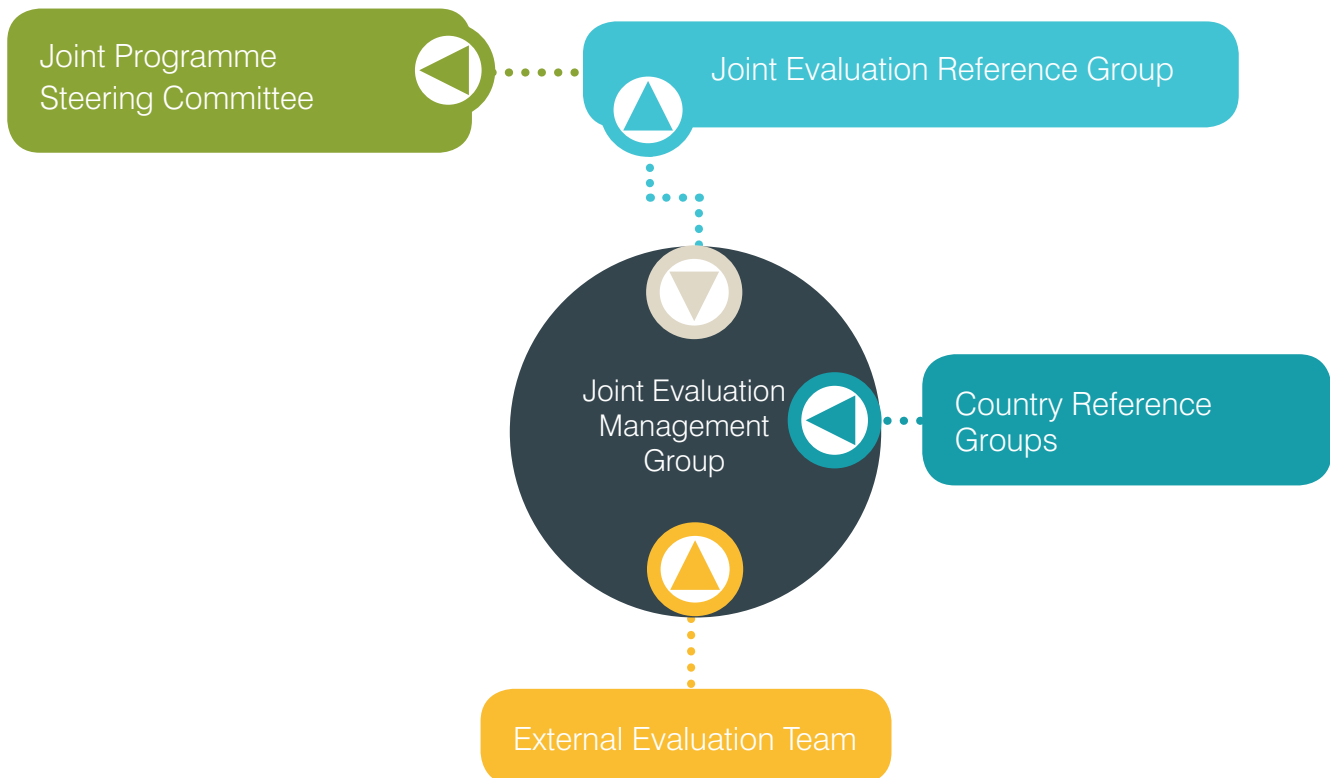 Joint Programme
Steering Committee
Joint Evaluation Reference Group
Joint Evaluation
Management
Group
Country Reference
Groups
External Evaluation Team